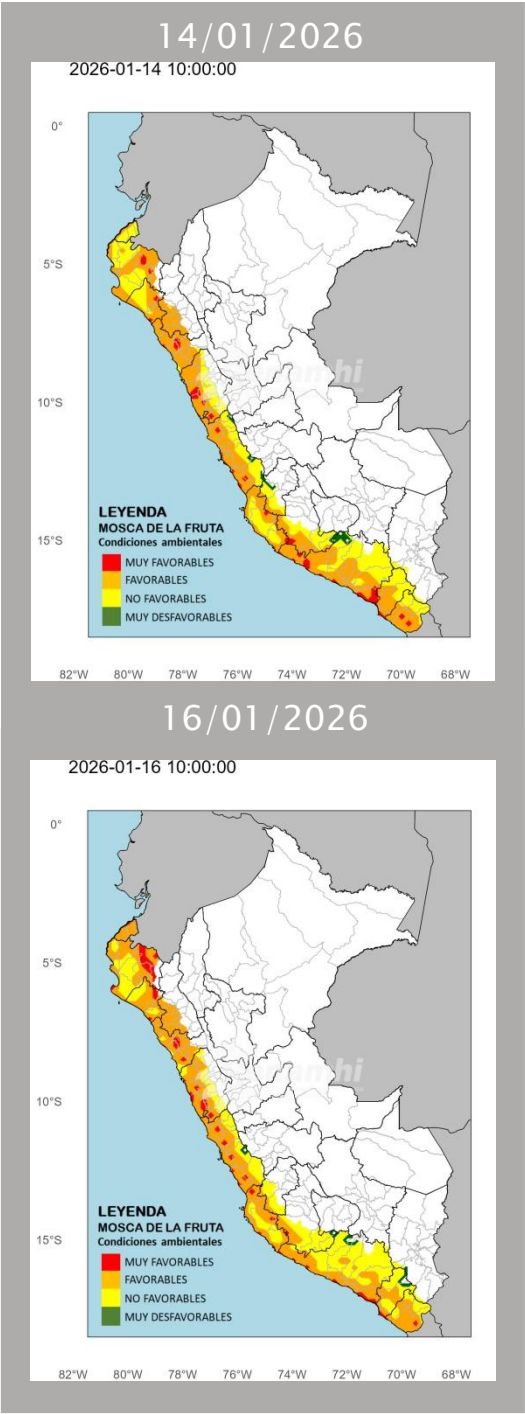 14/01/2026
2026-01-14 10:00:00
0°
5°S
10°S
15°S
LEYENDA
MOSCA DE LA FRUTA
Condiciones ambientales
MUY FAVORABLES
FAVORABLES
NO FAVORABLES
MUY DESFAVORABLES
82°W 80°W 78°W 76°W 74°W 72°W 70°W 68°W
16/01/2026
2026-01-16 10:00:00
0°
5°S
10°S
15°S
LEYENDA
MOSCA DE LA FRUTA
Condiciones ambientales
MUY FAVORABLES
FAVORABLES
NO FAVORABLES
MUY DESFAVORABLES
82°W 80°W 78°W 76°W 74°W 72°W 70°W 68°W